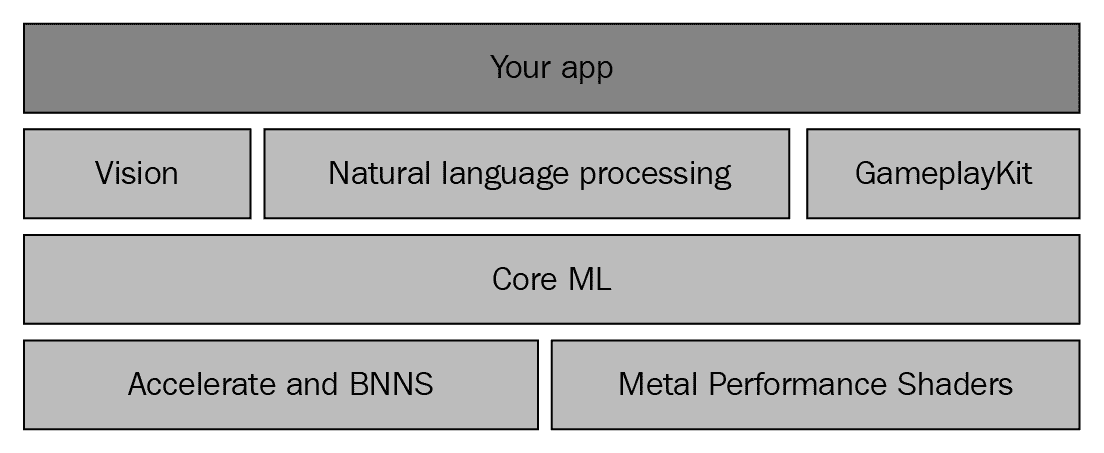 Your app
Vision
Natural language processing
GameplayKit
Core ML
Accelerate and BNNS
Metal Performance Shaders